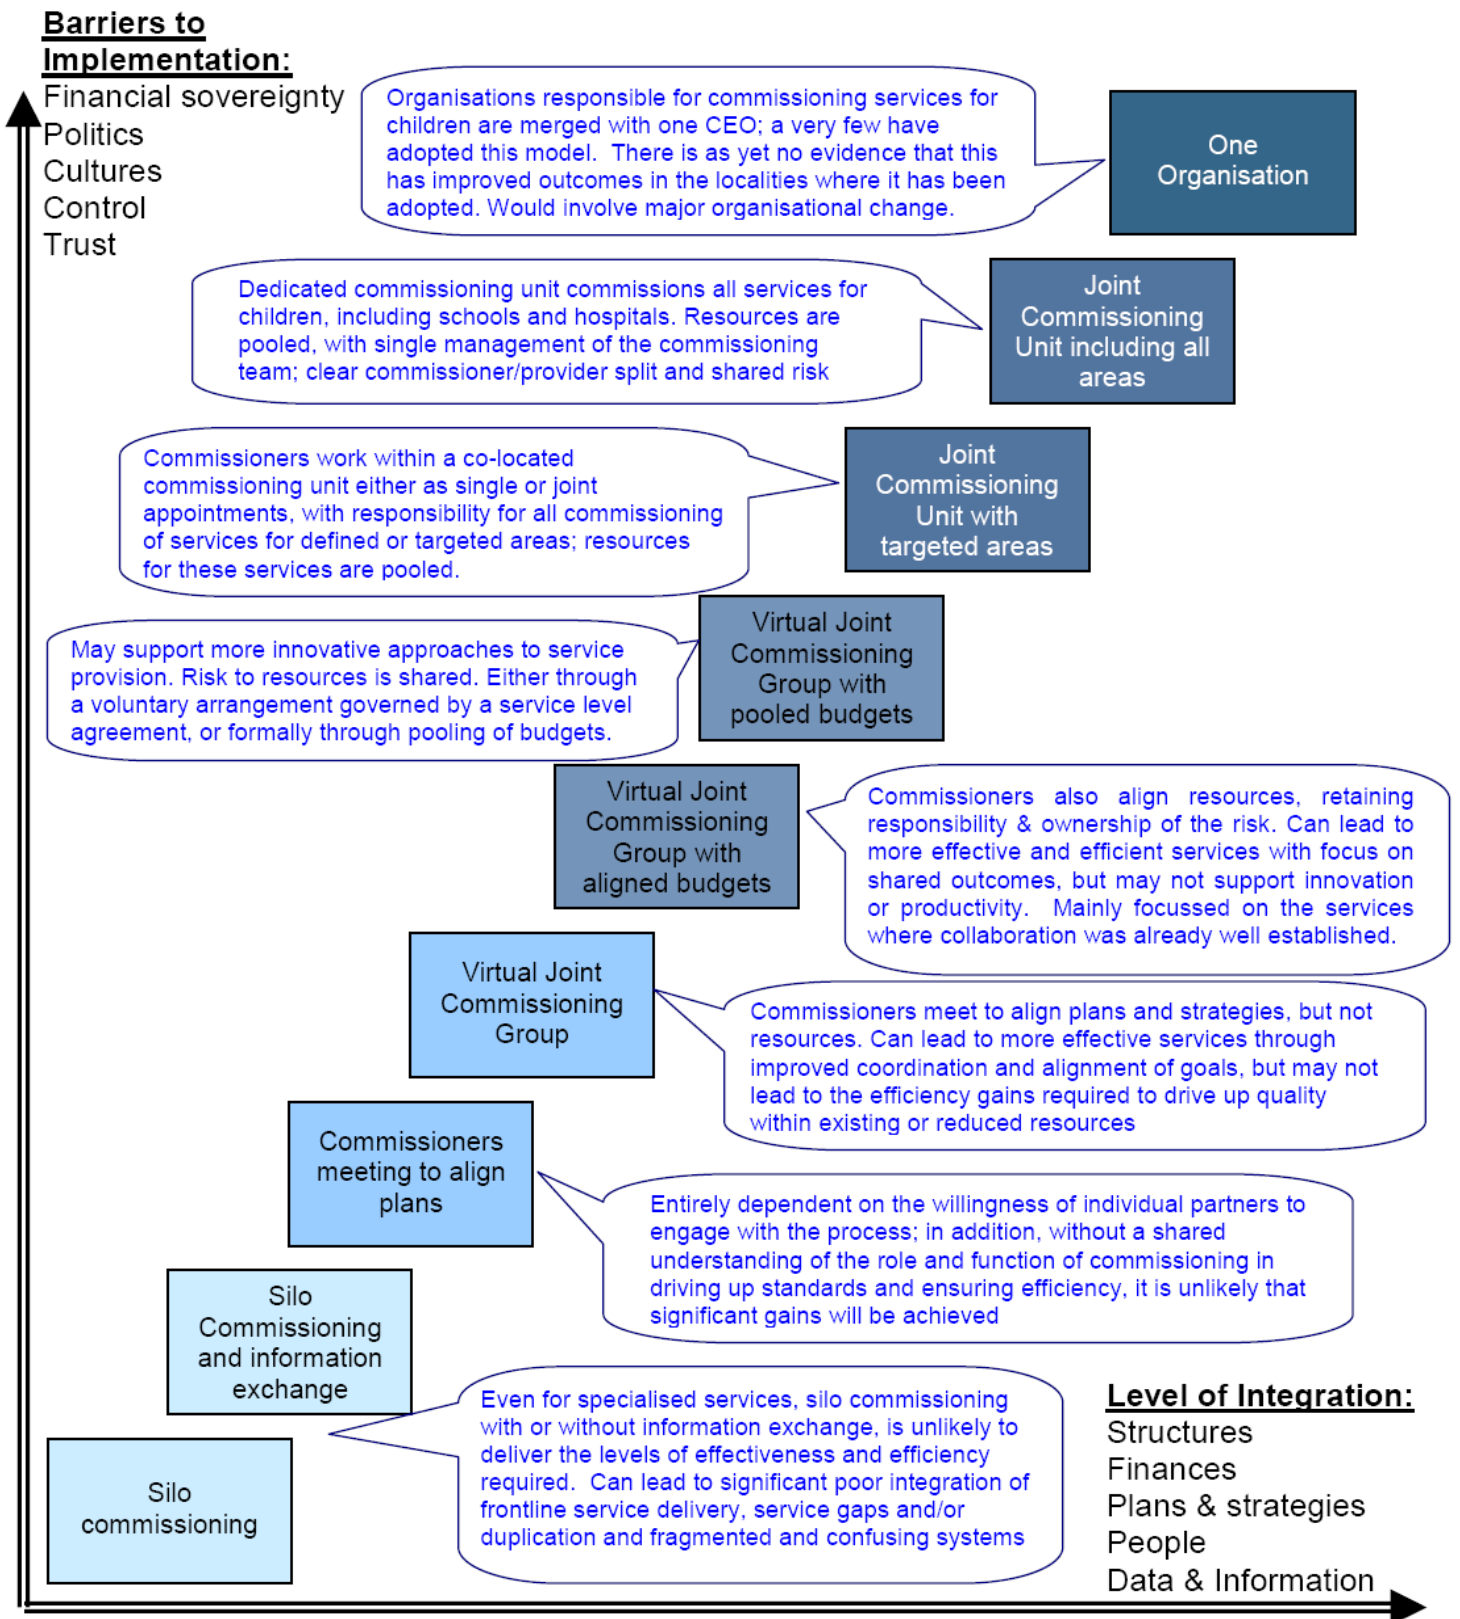 Barriers to
Implementation:
Financial sovereignty
Politics
Cultures
Control
Trust
Organisations responsible for commissioning services for
children are merged with one CEO; a very few have
adopted this model.  There is as yet no evidence that this
has improved outcomes in the localities where it has been
adopted. Would involve major organisational change.
One
Organisation
Dedicated commissioning unit commissions all services for
children, including schools and hospitals. Resources are
pooled, with single management of the commissioning
team; clear commissioner/provider split and shared risk
Joint
Commissioning
Unit including all
areas
Commissioners work within a co-located
commissioning unit either as single or joint
appointments, with responsibility for all commissioning
of services for defined or targeted areas; resources
for these services are pooled.
Joint
Commissioning
Unit with
targeted areas
May support more innovative approaches to service
provision. Risk to resources is shared. Either through
a voluntary arrangement governed by a service level
agreement, or formally through pooling of budgets.
Virtual Joint
Commissioning
Group with
pooled budgets
Virtual Joint
Commissioning
Group with
aligned budgets
Commissioners also align resources, retaining
responsibility & ownership of the risk. Can lead to
more effective and efficient services with focus on
shared outcomes, but may not support innovation
or productivity.  Mainly focussed on the services
where collaboration was already well established.
Virtual Joint
Commissioning
Group
Commissioners meet to align plans and strategies, but not
resources. Can lead to more effective services through
improved coordination and alignment of goals, but may not
lead to the efficiency gains required to drive up quality
within existing or reduced resources
Commissioners
meeting to align
plans
Entirely dependent on the willingness of individual partners to
engage with the process; in addition, without a shared
understanding of the role and function of commissioning in
driving up standards and ensuring efficiency, it is unlikely that
significant gains will be achieved
Silo
Commissioning
and information
exchange
Even for specialised services, silo commissioning
with or without information exchange, is unlikely to
deliver the levels of effectiveness and efficiency
required.  Can lead to significant poor integration of
frontline service delivery, service gaps and/or
duplication and fragmented and confusing systems
Silo
commissioning
Level of Integration:
Structures
Finances
Plans & strategies
People
Data & Information